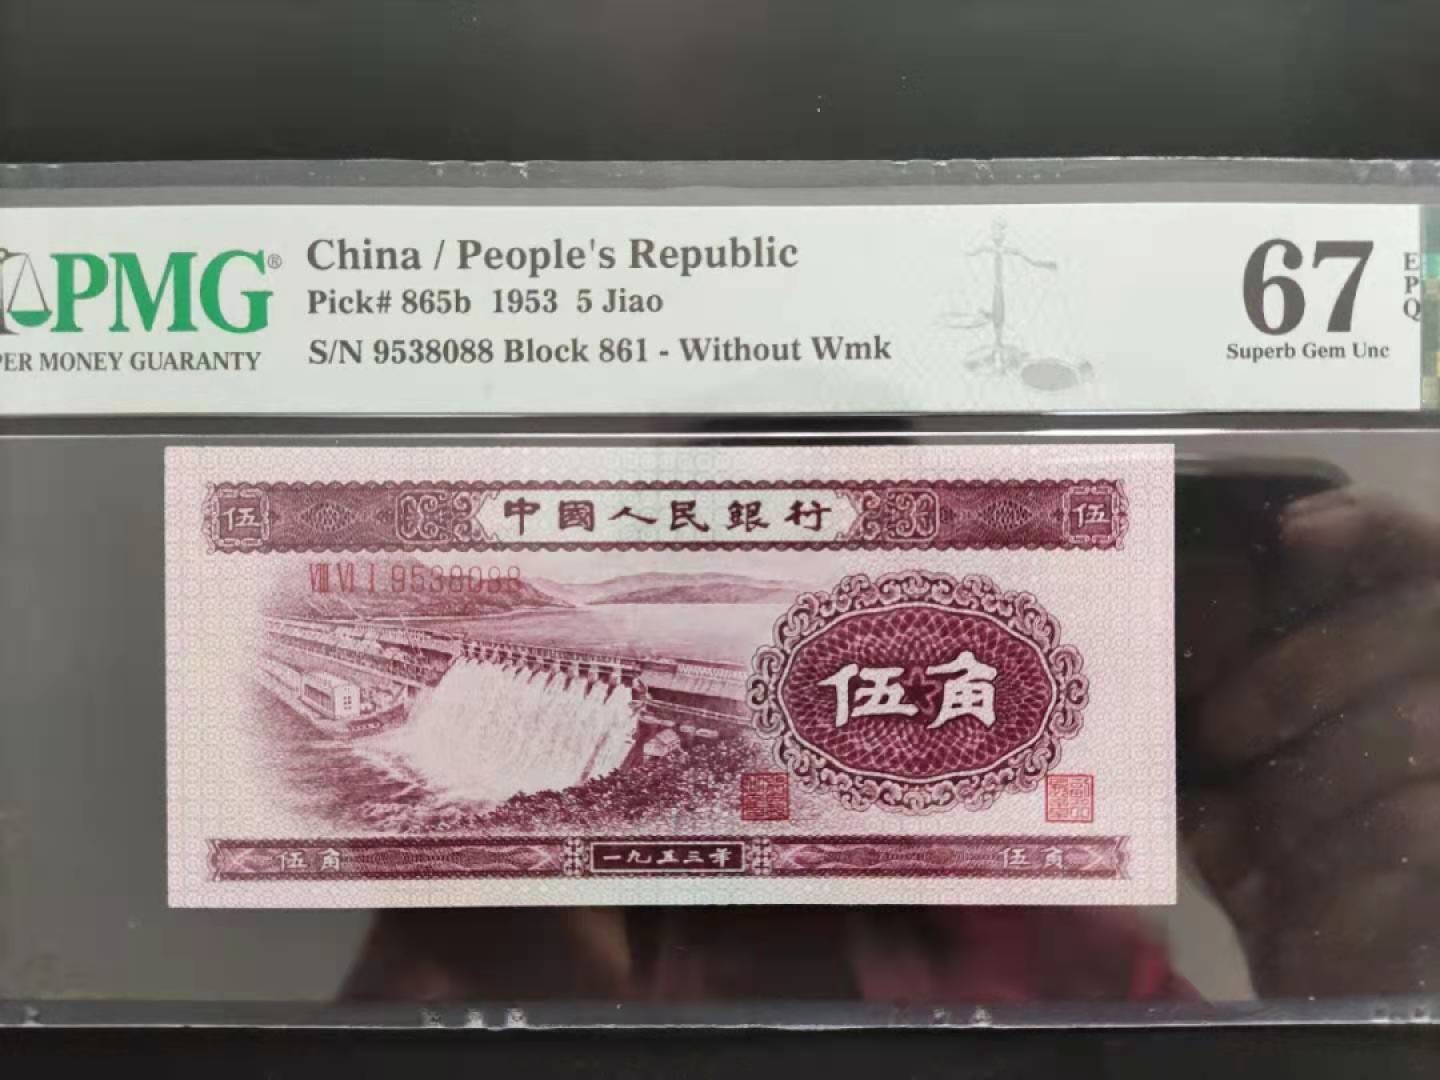 PMG®
PER MONEY GUARANTY
China / People's Republic
Pick# 865b 1953 5 Jiao
S/N 9538088 Block 861 - Without Wmk
67
EPQ
Superb Gem Unc
伍
中國人民銀行
伍
Ⅷ Ⅵ Ⅰ 9538088
伍角
伍角
一九五三年
伍角